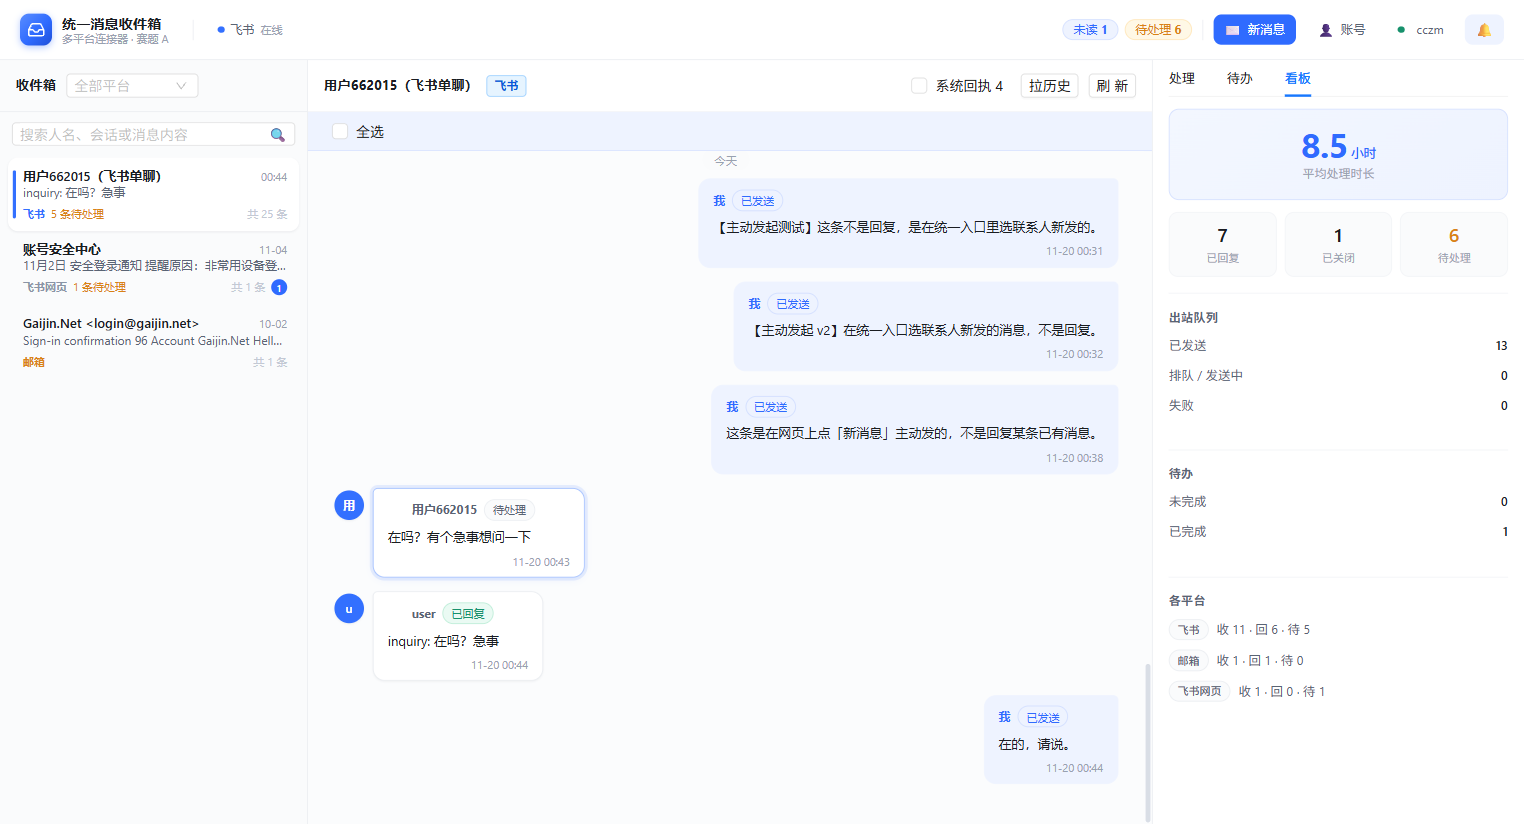 统一消息收件箱
多平台连接器 · 赛题 A
飞书 在线
未读 1
待处理 6
新消息
账号
cczm
收件箱
全部平台
搜索人名、会话或消息内容
用户662015（飞书单聊）
00:44
inquiry: 在吗？急事
飞书 5 条待处理
共 25 条
账号安全中心
11-04
11月2日 安全登录通知 提醒原因：非常用设备登...
飞书网页 1 条待处理
共 1 条
1
Gaijin.Net <login@gaijin.net>
10-02
Sign-in confirmation 96 Account Gaijin.Net Hell...
邮箱
共 1 条
用户662015（飞书单聊）
飞书
系统回执 4
拉历史
刷 新
全选
今天
我 已发送
【主动发起测试】这条不是回复，是在统一入口里选联系人新发的。
11-20 00:31
我 已发送
【主动发起 v2】在统一入口选联系人新发的消息，不是回复。
11-20 00:32
我 已发送
这条是在网页上点「新消息」主动发的，不是回复某条已有消息。
11-20 00:38
用
用户662015 待处理
在吗？有个急事想问一下
11-20 00:43
u
user 已回复
inquiry: 在吗？急事
11-20 00:44
我 已发送
在的，请说。
11-20 00:44
处理
待办
看板
8.5 小时
平均处理时长
7
已回复
1
已关闭
6
待处理
出站队列
已发送 13
排队 / 发送中 0
失败 0
待办
未完成 0
已完成 1
各平台
飞书 收 11 · 回 6 · 待 5
邮箱 收 1 · 回 1 · 待 0
飞书网页 收 1 · 回 0 · 待 1